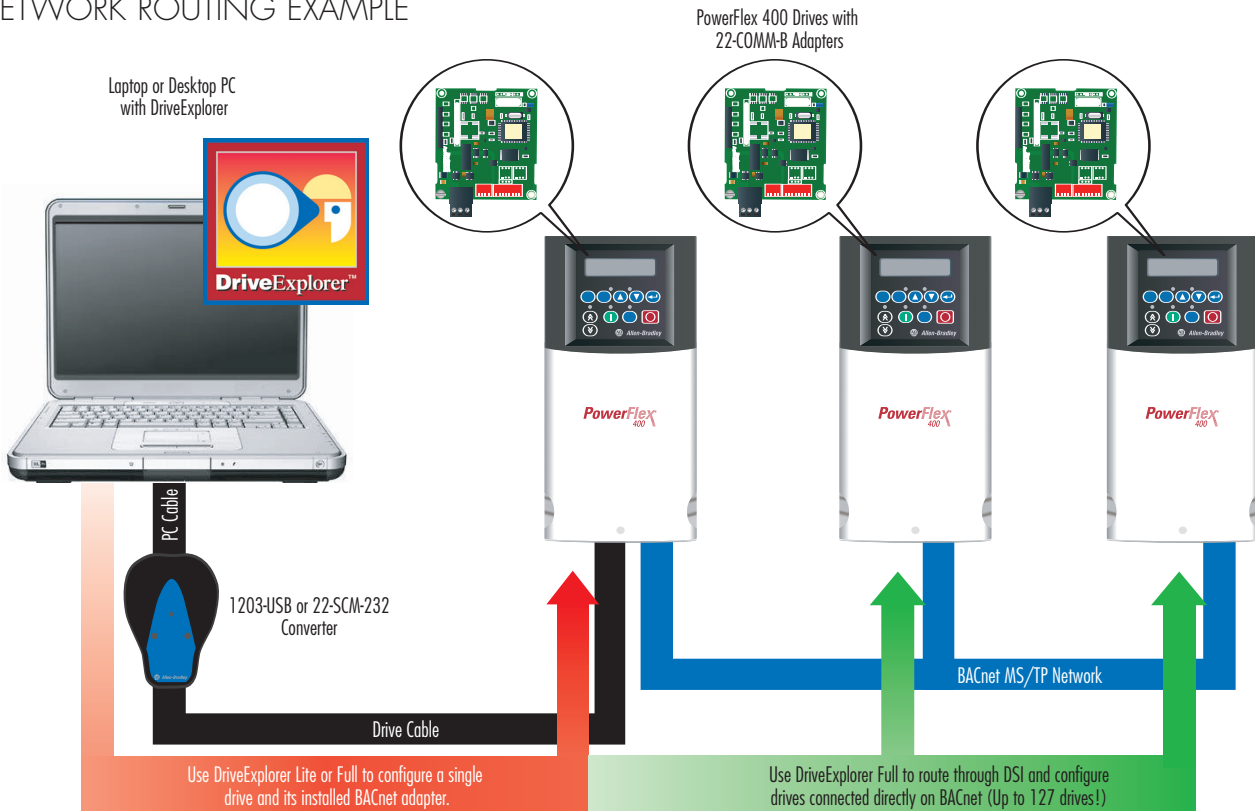 ETWORK ROUTING EXAMPLE
PowerFlex 400 Drives with
22-COMM-B Adapters
Laptop or Desktop PC
with DriveExplorer
DriveExplorer™
Allen-Bradley
Allen-Bradley
Allen-Bradley
PowerFlex
400
PowerFlex
400
PowerFlex
400
PC Cable
1203-USB or 22-SCM-232
Converter
Allen-Bradley
BACnet MS/TP Network
Drive Cable
Use DriveExplorer Lite or Full to configure a single
drive and its installed BACnet adapter.
Use DriveExplorer Full to route through DSI and configure
drives connected directly on BACnet (Up to 127 drives!)